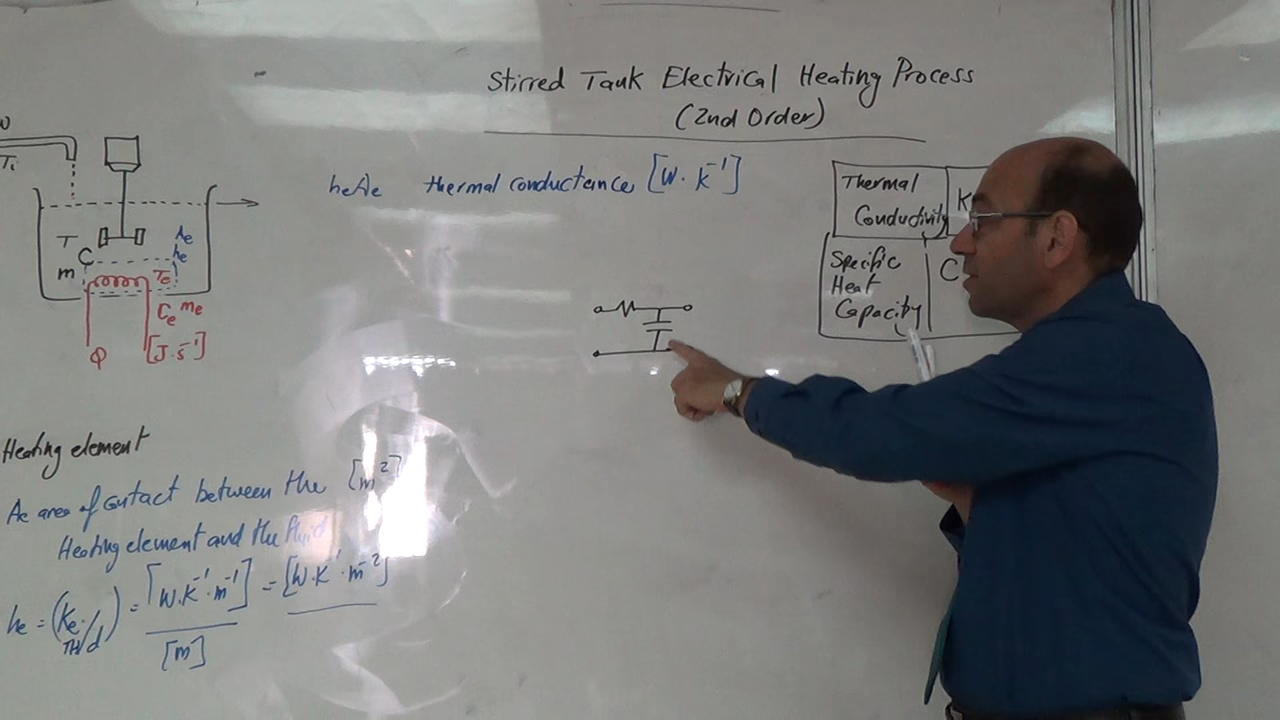 Stirred Tank Electrical Heating Process
(2nd Order)
heAe thermal conductance [W·K⁻¹]
Thermal
Conductivity
K
Specific
Heat
Capacity
C
Ti
T
C
m
Ae
he
Te
Ce me
Φ [J·s⁻¹]
Heating element
Ae area of contact between the [m²]
Heating element and the fluid
he = (Ke TH/d) = [W·K⁻¹·m⁻¹] / [m] = [W·K⁻¹·m⁻²]